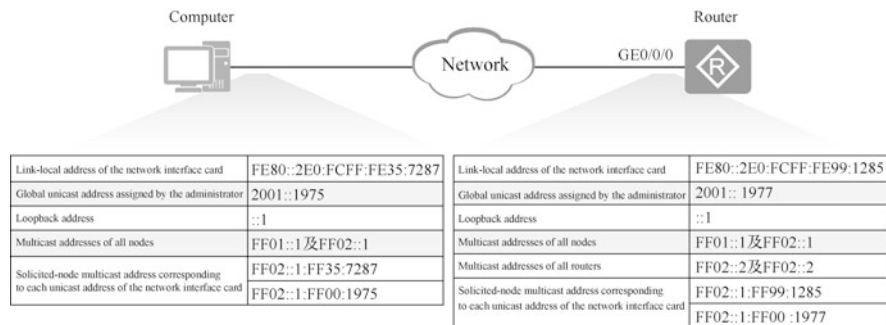 Computer
Router
Network
GE0/0/0
R
Link-local address of the network interface card FE80::2E0:FCFF:FE35:7287
Global unicast address assigned by the administrator 2001::1975
Loopback address ::1
Multicast addresses of all nodes FF01::1及FF02::1
Solicited-node multicast address corresponding
to each unicast address of the network interface card
FF02::1:FF35:7287
FF02::1:FF00:1975
Link-local address of the network interface card FE80::2E0:FCFF:FE99:1285
Global unicast address assigned by the administrator 2001:: 1977
Loopback address ::1
Multicast addresses of all nodes FF01::1及FF02::1
Multicast addresses of all routers FF02::2及FF02::2
Solicited-node multicast address corresponding
to each unicast address of the network interface card
FF02::1:FF99:1285
FF02::1:FF00 :1977